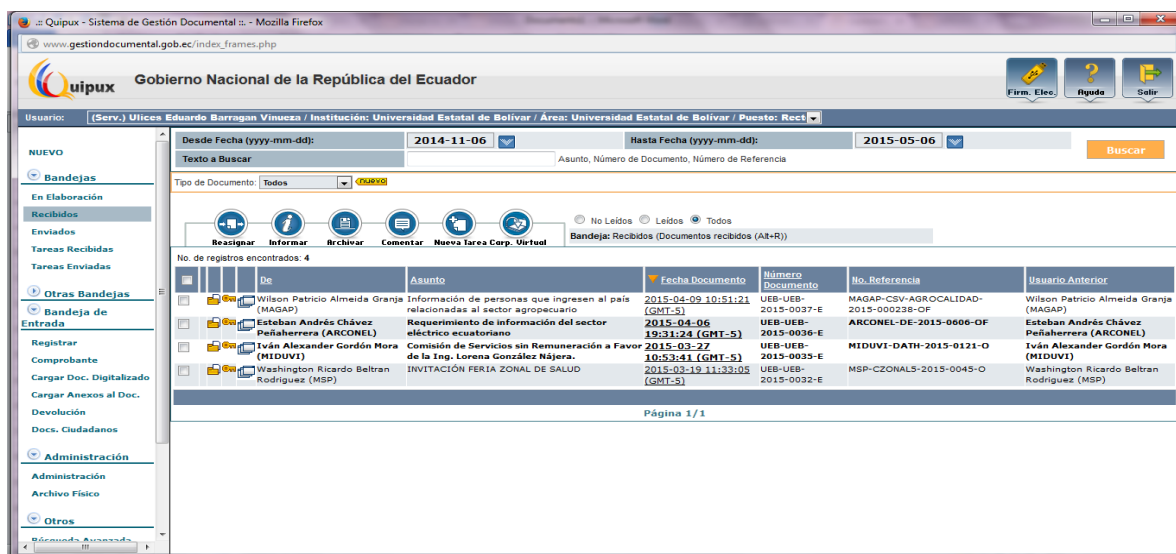 .:: Quipux - Sistema de Gestión Documental ::. - Mozilla Firefox
www.gestiondocumental.gob.ec/index_frames.php
Quipux
Gobierno Nacional de la República del Ecuador
Firm. Elec.
Ayuda
Salir
Usuario:
(Serv.) Ulices Eduardo Barragan Vinueza / Institución: Universidad Estatal de Bolívar / Área: Universidad Estatal de Bolívar / Puesto: Rect
NUEVO
Bandejas
En Elaboración
Recibidos
Enviados
Tareas Recibidas
Tareas Enviadas
Otras Bandejas
Bandeja de
Entrada
Registrar
Comprobante
Cargar Doc. Digitalizado
Cargar Anexos al Doc.
Devolución
Docs. Ciudadanos
Administración
Administración
Archivo Físico
Otros
Búsqueda Avanzada
Desde Fecha (yyyy-mm-dd):
2014-11-06
Hasta Fecha (yyyy-mm-dd):
2015-05-06
Buscar
Texto a Buscar
Asunto, Número de Documento, Número de Referencia
Tipo de Documento: Todos
nuevo
Reasignar
Informar
Archivar
Comentar
Nueva Tarea
Carp. Virtual
No Leídos Leídos Todos
Bandeja: Recibidos (Documentos recibidos (Alt+R))
No. de registros encontrados: 4
De
Asunto
Fecha Documento
Número
Documento
No. Referencia
Usuario Anterior
Wilson Patricio Almeida Granja
(MAGAP)
Información de personas que ingresen al país
relacionadas al sector agropecuario
2015-04-09 10:51:21
(GMT-5)
UEB-UEB-
2015-0037-E
MAGAP-CSV-AGROCALIDAD-
2015-000238-OF
Wilson Patricio Almeida Granja
(MAGAP)
Esteban Andrés Chávez
Peñaherrera (ARCONEL)
Requerimiento de información del sector
eléctrico ecuatoriano
2015-04-06
19:31:24 (GMT-5)
UEB-UEB-
2015-0036-E
ARCONEL-DE-2015-0606-OF
Esteban Andrés Chávez
Peñaherrera (ARCONEL)
Iván Alexander Gordón Mora
(MIDUVI)
Comisión de Servicios sin Remuneración a Favor
de la Ing. Lorena González Nájera.
2015-03-27
10:53:41 (GMT-5)
UEB-UEB-
2015-0035-E
MIDUVI-DATH-2015-0121-O
Iván Alexander Gordón Mora
(MIDUVI)
Washington Ricardo Beltran
Rodriguez (MSP)
INVITACIÓN FERIA ZONAL DE SALUD
2015-03-19 11:33:05
(GMT-5)
UEB-UEB-
2015-0032-E
MSP-CZONAL5-2015-0045-O
Washington Ricardo Beltran
Rodriguez (MSP)
Página 1/1